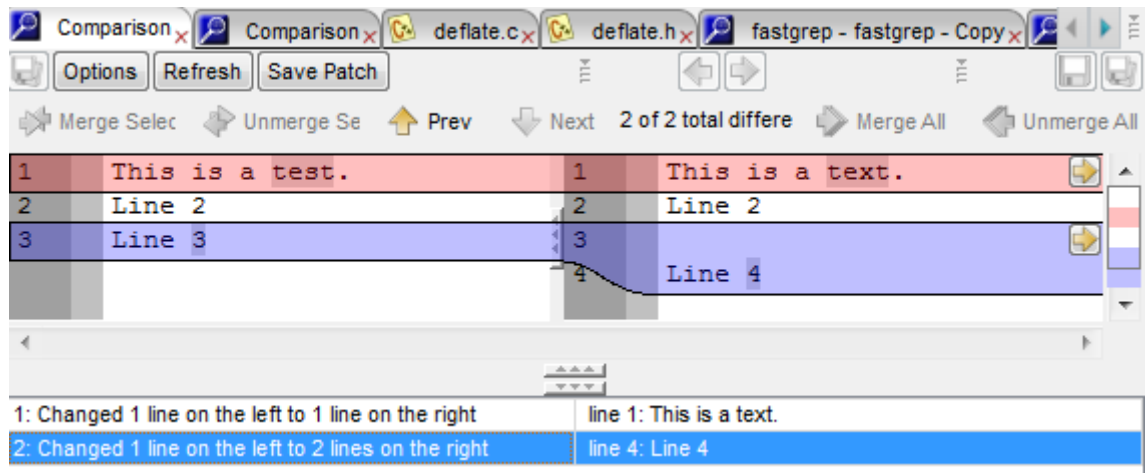 Comparison Comparison deflate.c deflate.h fastgrep - fastgrep - Copy
Options Refresh Save Patch
Merge Selec Unmerge Se Prev Next 2 of 2 total differe Merge All Unmerge All
1 This is a test. 1 This is a text.
2 Line 2 2 Line 2
3 Line 3 3
4 Line 4
1: Changed 1 line on the left to 1 line on the right line 1: This is a text.
2: Changed 1 line on the left to 2 lines on the right line 4: Line 4